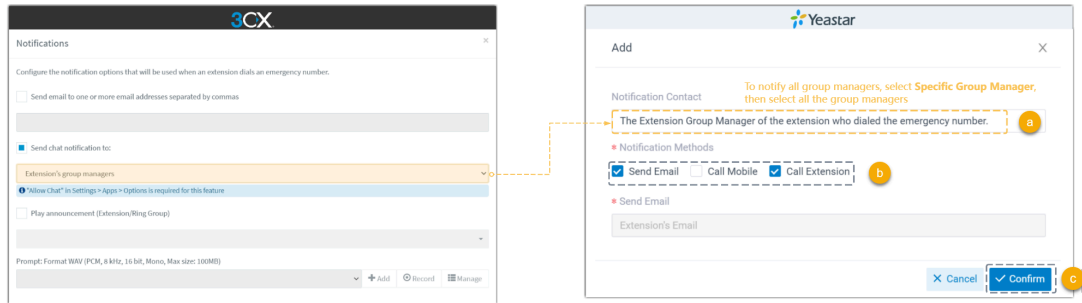 3CX
Notifications
×
Configure the notification options that will be used when an extension dials an emergency number.
Send email to one or more email addresses separated by commas
Send chat notification to:
Extension's group managers
"Allow Chat" in Settings > Apps > Options is required for this feature
Play announcement (Extension/Ring Group)
Prompt: Format WAV (PCM, 8 kHz, 16 bit, Mono, Max size: 100MB)
+ Add
Record
Manage
Yeastar
Add
X
To notify all group managers, select Specific Group Manager,
then select all the group managers
Notification Contact
The Extension Group Manager of the extension who dialed the emergency number.
a
* Notification Methods
Send Email
Call Mobile
Call Extension
b
* Send Email
Extension's Email
X Cancel
✓ Confirm
c